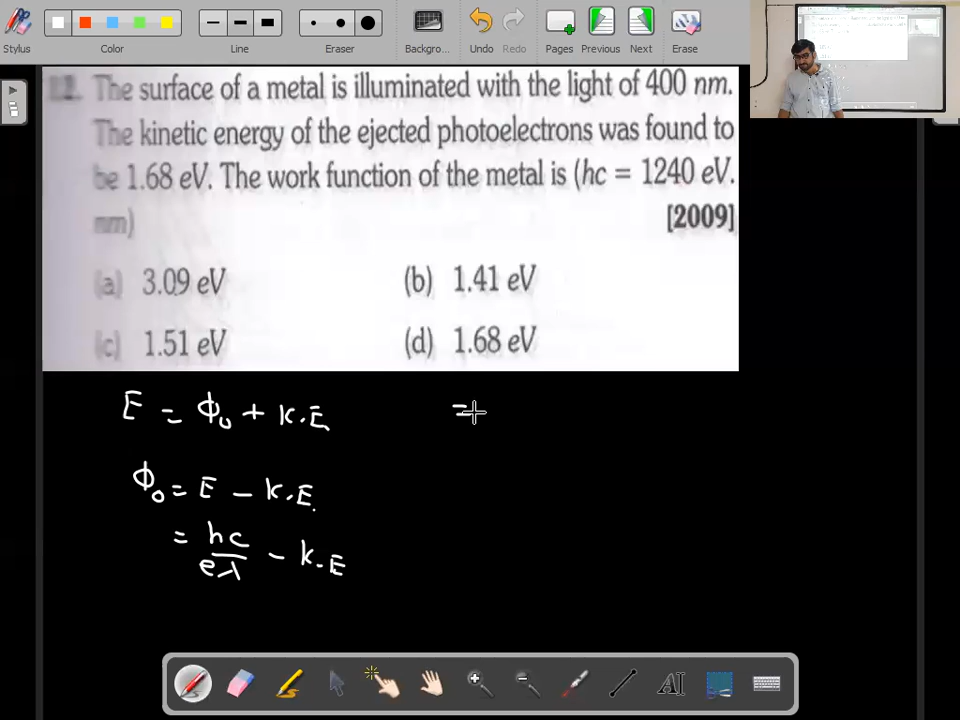 Stylus
Color
Line
Eraser
Backgro...
Undo
Redo
Pages
Previous
Next
Erase
12. The surface of a metal is illuminated with the light of 400 nm.
The kinetic energy of the ejected photoelectrons was found to
be 1.68 eV. The work function of the metal is (hc = 1240 eV.
nm) [2009]
(a) 3.09 eV (b) 1.41 eV
(c) 1.51 eV (d) 1.68 eV
E = ϕ₀ + K.E =
ϕ₀ = E – K.E.
= hc/eλ – K.E
AI